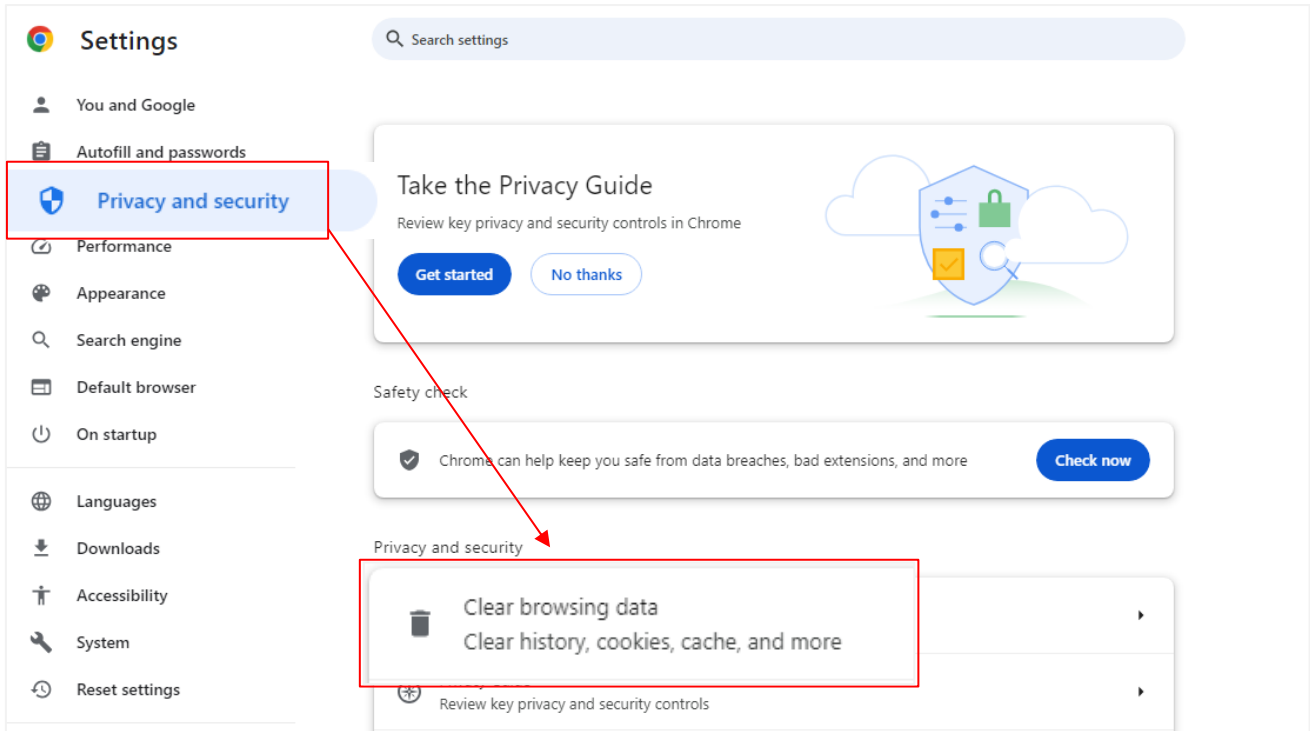 Settings
Search settings
You and Google
Autofill and passwords
Privacy and security
Performance
Appearance
Search engine
Default browser
On startup
Languages
Downloads
Accessibility
System
Reset settings
Take the Privacy Guide
Review key privacy and security controls in Chrome
Get started
No thanks
Safety check
Chrome can help keep you safe from data breaches, bad extensions, and more
Check now
Privacy and security
Clear browsing data
Clear history, cookies, cache, and more
Review key privacy and security controls